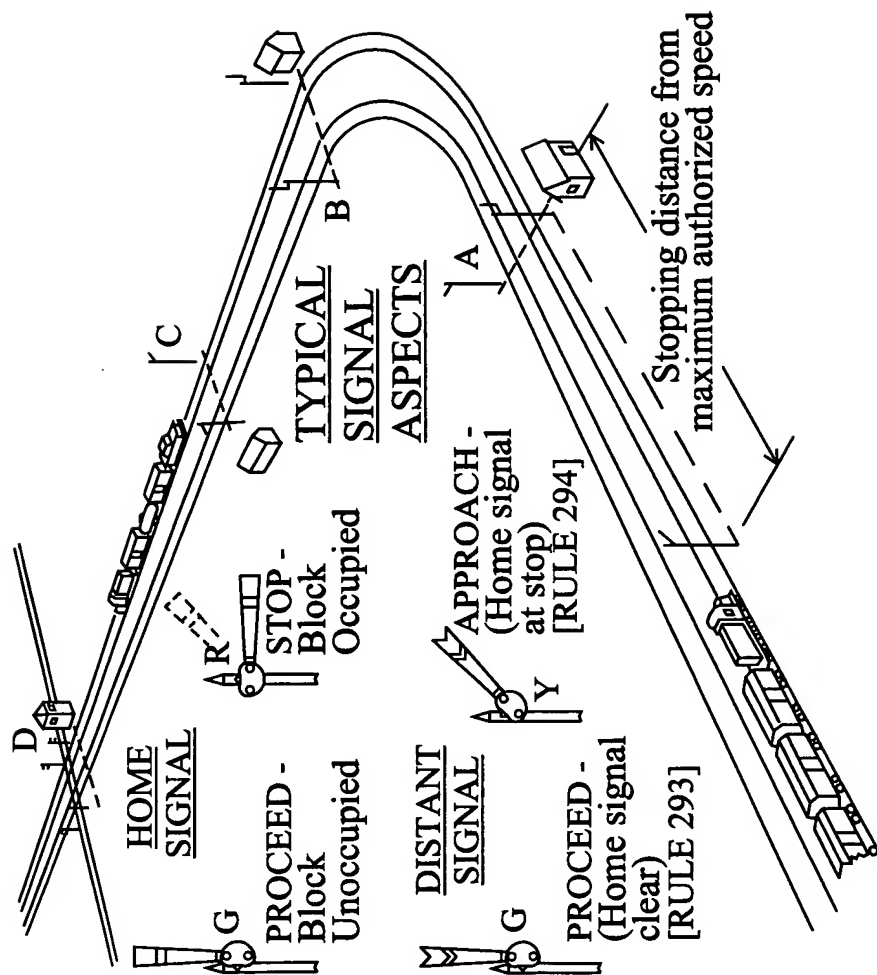 D
C
B
A
HOME
SIGNAL
G
PROCEED -
Block
Unoccupied
R
STOP -
Block
Occupied
TYPICAL
SIGNAL
ASPECTS
DISTANT
SIGNAL
G
PROCEED -
(Home signal
clear)
[RULE 293]
Y
APPROACH -
(Home signal
at stop)
[RULE 294]
Stopping distance from
maximum authorized speed